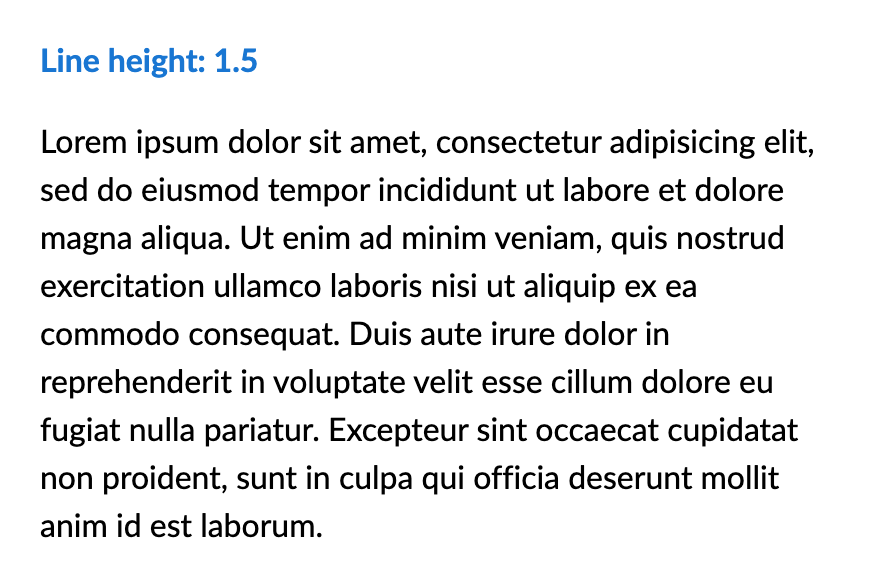 Line height: 1.5
Lorem ipsum dolor sit amet, consectetur adipisicing elit,
sed do eiusmod tempor incididunt ut labore et dolore
magna aliqua. Ut enim ad minim veniam, quis nostrud
exercitation ullamco laboris nisi ut aliquip ex ea
commodo consequat. Duis aute irure dolor in
reprehenderit in voluptate velit esse cillum dolore eu
fugiat nulla pariatur. Excepteur sint occaecat cupidatat
non proident, sunt in culpa qui officia deserunt mollit
anim id est laborum.